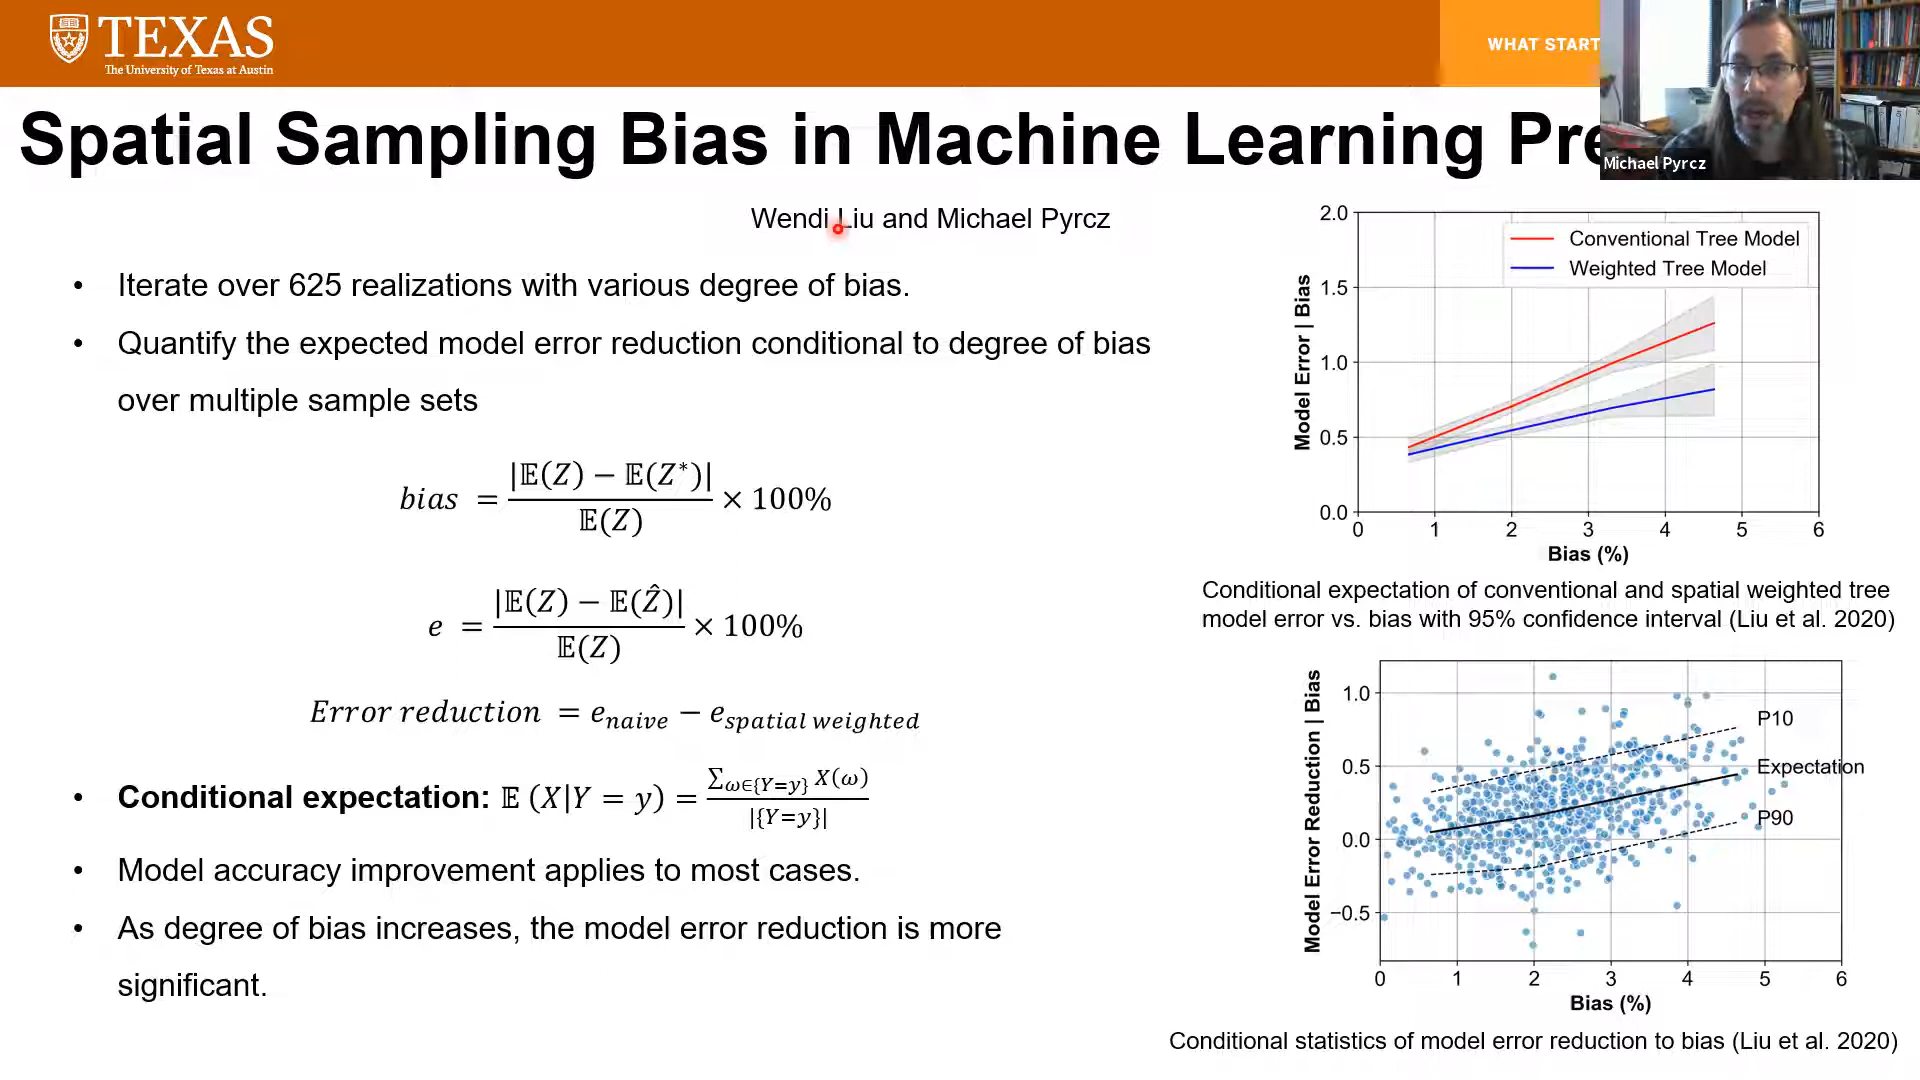 TEXAS
The University of Texas at Austin
WHAT START
Spatial Sampling Bias in Machine Learning Pre
Michael Pyrcz
Wendi Liu and Michael Pyrcz
• Iterate over 625 realizations with various degree of bias.
• Quantify the expected model error reduction conditional to degree of bias
over multiple sample sets
bias = |𝔼(Z) − 𝔼(Z*)| / 𝔼(Z) × 100%
e = |𝔼(Z) − 𝔼(Ẑ)| / 𝔼(Z) × 100%
Error reduction = e_naive − e_spatial weighted
• Conditional expectation: 𝔼 (X|Y = y) = ∑_ω∈{Y=y} X(ω) / |{Y=y}|
• Model accuracy improvement applies to most cases.
• As degree of bias increases, the model error reduction is more
significant.
Model Error | Bias
2.0
1.5
1.0
0.5
0.0
Conventional Tree Model
Weighted Tree Model
0 1 2 3 4 5 6
Bias (%)
Conditional expectation of conventional and spatial weighted tree
model error vs. bias with 95% confidence interval (Liu et al. 2020)
Model Error Reduction | Bias
1.0
0.5
0.0
−0.5
P10
Expectation
P90
0 1 2 3 4 5 6
Bias (%)
Conditional statistics of model error reduction to bias (Liu et al. 2020)